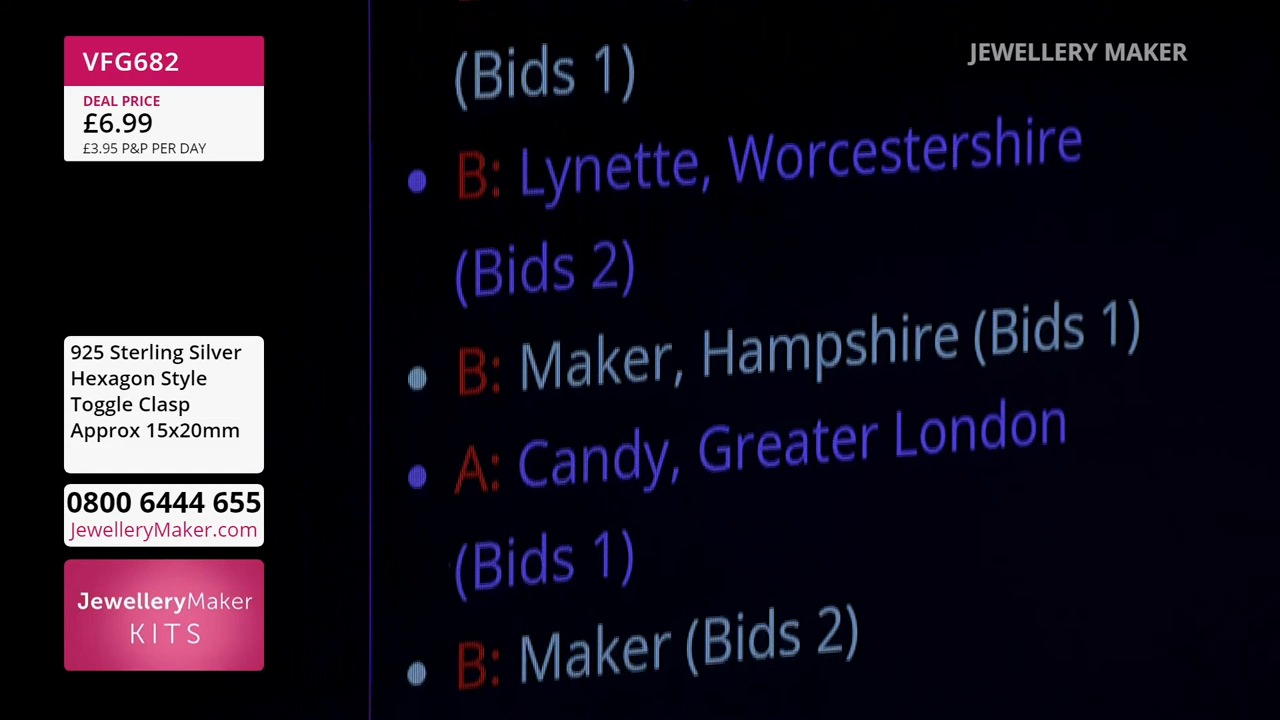 VFG682
DEAL PRICE
£6.99
£3.95 P&P PER DAY
925 Sterling Silver
Hexagon Style
Toggle Clasp
Approx 15x20mm
0800 6444 655
JewelleryMaker.com
JewelleryMaker
KITS
JEWELLERY MAKER
(Bids 1)
• B: Lynette, Worcestershire
(Bids 2)
• B: Maker, Hampshire (Bids 1)
• A: Candy, Greater London
(Bids 1)
• B: Maker (Bids 2)